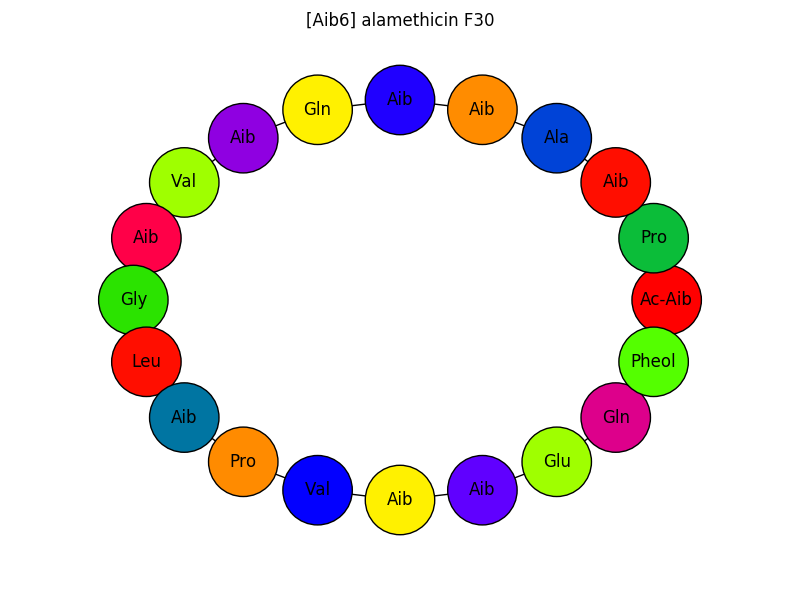 [Aib6] alamethicin F30
Gln Aib Aib
Aib Ala
Val Aib
Aib Pro
Gly Ac-Aib
Leu Pheol
Aib Gln
Pro Glu
Val Aib Aib